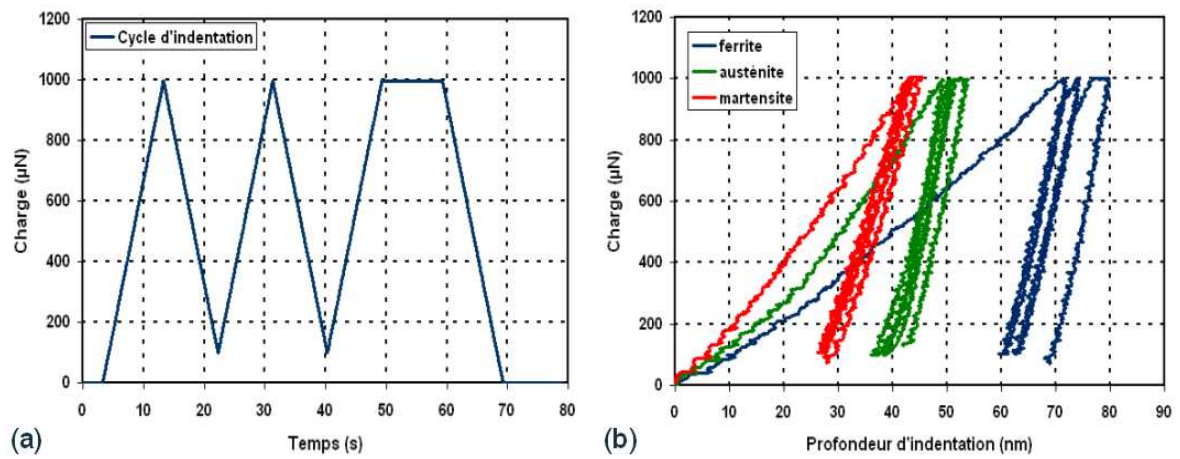 1200
1000
800
600
400
200
0
Charge (µN)
Cycle d'indentation
0 10 20 30 40 50 60 70 80
Temps (s)
(a)
1200
1000
800
600
400
200
0
Charge (µN)
ferrite
austénite
martensite
0 10 20 30 40 50 60 70 80 90
Profondeur d'indentation (nm)
(b)